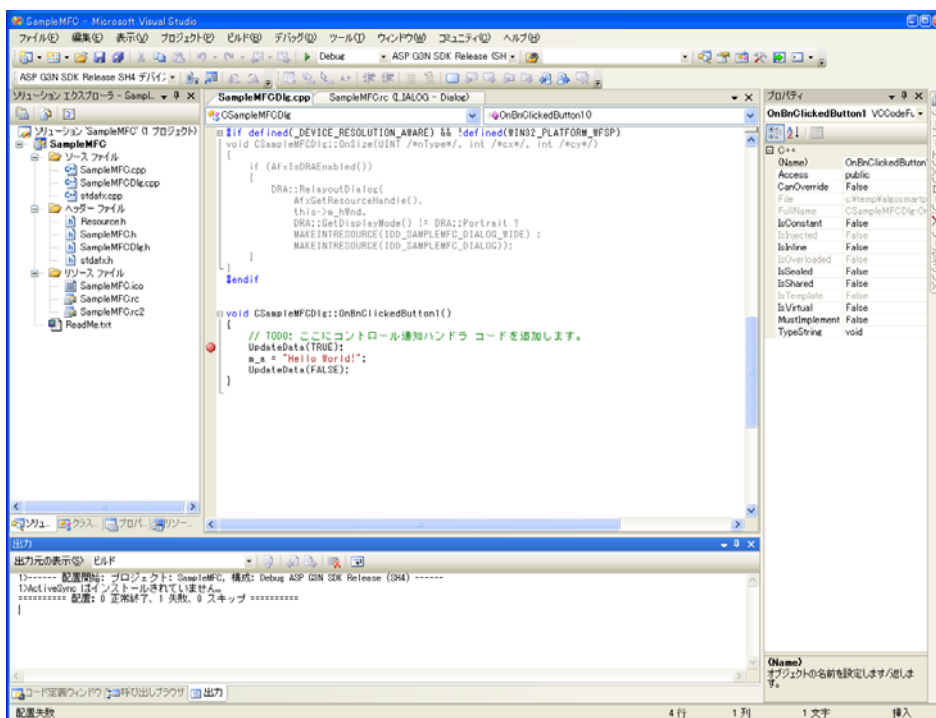 SampleMFC - Microsoft Visual Studio
ファイル(F) 編集(E) 表示(V) プロジェクト(P) ビルド(B) デバッグ(D) ツール(T) ウィンドウ(W) コミュニティ(C) ヘルプ(H)
Debug ASP G3N SDK Release (SH
ASP G3N SDK Release SH4 デバイ
ソリューション エクスプローラ - Sampl...
ソリューション 'SampleMFC' (1 プロジェクト)
SampleMFC
ソース ファイル
SampleMFC.cpp
SampleMFCDlg.cpp
stdafx.cpp
ヘッダー ファイル
Resource.h
SampleMFC.h
SampleMFCDlg.h
stdafx.h
リソース ファイル
SampleMFC.ico
SampleMFC.rc
SampleMFC.rc2
ReadMe.txt
ソリュ... クラス... プロパ... リソー...
SampleMFCDlg.cpp SampleMFC.rc (I...IALOG - Dialog)
CSampleMFCDlg OnBnClickedButton1()
#if defined(_DEVICE_RESOLUTION_AWARE) && !defined(WIN32_PLATFORM_WFSP)
void CSampleMFCDlg::OnSize(UINT /*nType*/, int /*cx*/, int /*cy*/)
{
if (AfxIsDRAEnabled())
{
DRA::RelayoutDialog(
AfxGetResourceHandle(),
this->m_hWnd,
DRA::GetDisplayMode() != DRA::Portrait ?
MAKEINTRESOURCE(IDD_SAMPLEMFC_DIALOG_WIDE) :
MAKEINTRESOURCE(IDD_SAMPLEMFC_DIALOG));
}
}
#endif
void CSampleMFCDlg::OnBnClickedButton1()
{
// TODO: ここにコントロール通知ハンドラ コードを追加します。
UpdateData(TRUE);
m_a = "Hello World!";
UpdateData(FALSE);
}
プロパティ
OnBnClickedButton1 VCCodeFu
C++
(Name) OnBnClickedButton
Access public
CanOverride False
File c:\temp\algosmartp
FullName CSampleMFCDlg::On
IsConstant False
IsInjected False
IsInline False
IsOverloaded False
IsSealed False
IsShared False
IsTemplate False
IsVirtual False
MustImplement False
TypeString void
(Name)
オブジェクトの名前を設定します/返します。
出力
出力元の表示(S): ビルド
1>------ 配置開始: プロジェクト: SampleMFC, 構成: Debug ASP G3N SDK Release (SH4) ------
1>ActiveSync はインストールされていません。
========== 配置: 0 正常終了、1 失敗、0 スキップ ==========
コード定義ウィンドウ 呼び出しブラウザ 出力
配置失敗 4 行 1 列 1 文字 挿入